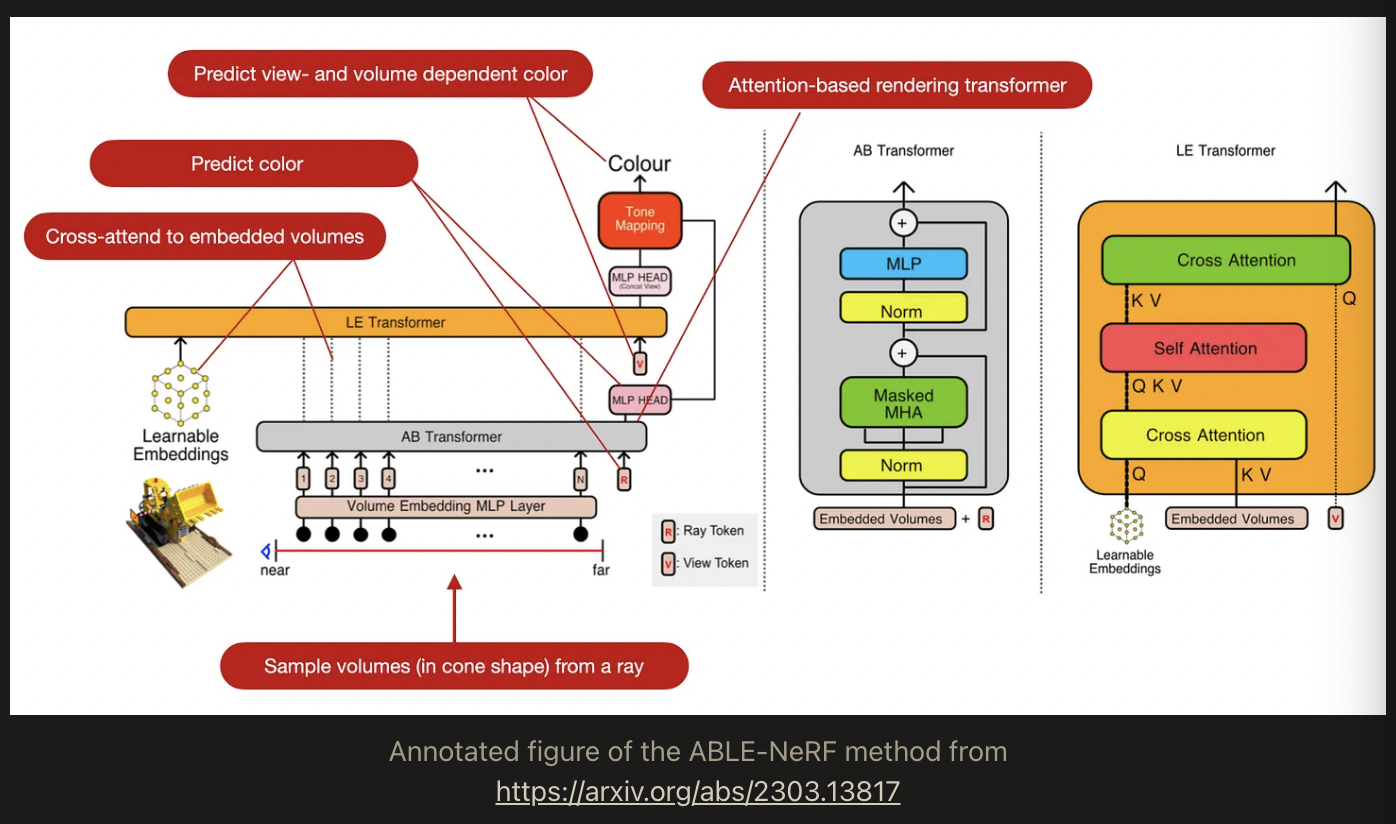 Predict view- and volume dependent color
Attention-based rendering transformer
Predict color
Cross-attend to embedded volumes
Colour
Tone
Mapping
MLP HEAD
(Concat View)
LE Transformer
V
MLP HEAD
Learnable
Embeddings
AB Transformer
1
2
3
4
...
N
R
Volume Embedding MLP Layer
...
near
far
R : Ray Token
V : View Token
Sample volumes (in cone shape) from a ray
AB Transformer
+
MLP
Norm
+
Masked
MHA
Norm
Embedded Volumes + R
LE Transformer
Cross Attention
K V
Q
Self Attention
Q K V
Cross Attention
Q
K V
Embedded Volumes
V
Learnable
Embeddings
Annotated figure of the ABLE-NeRF method from
https://arxiv.org/abs/2303.13817